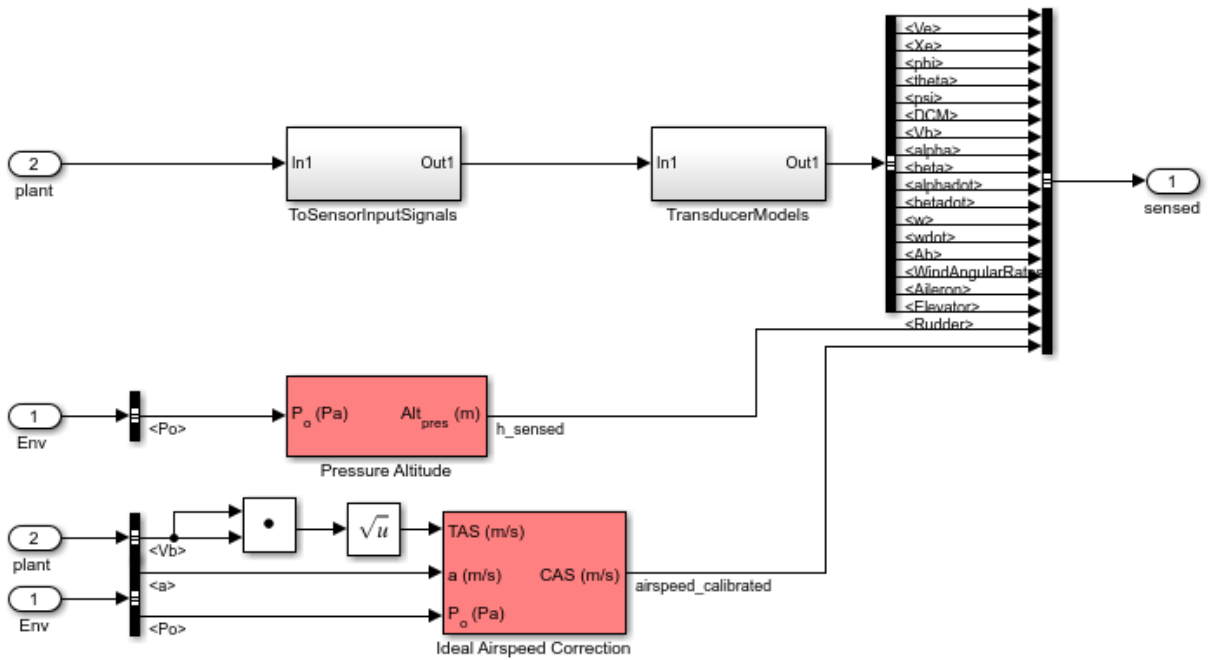 <Ve>
<Xe>
<phi>
<theta>
<psi>
<DCM>
<Vb>
<alpha>
<beta>
<alphadot>
<betadot>
<w>
<wdot>
<Ab>
<WindAngularRates
<Aileron>
<Elevator>
<Rudder>
2
plant
In1
Out1
ToSensorInputSignals
In1
Out1
TransducerModels
1
sensed
1
Env
<Po>
Po (Pa)
Altpres (m)
Pressure Altitude
h_sensed
2
plant
1
Env
<Vb>
<a>
<Po>
√u
TAS (m/s)
a (m/s)
Po (Pa)
CAS (m/s)
Ideal Airspeed Correction
airspeed_calibrated